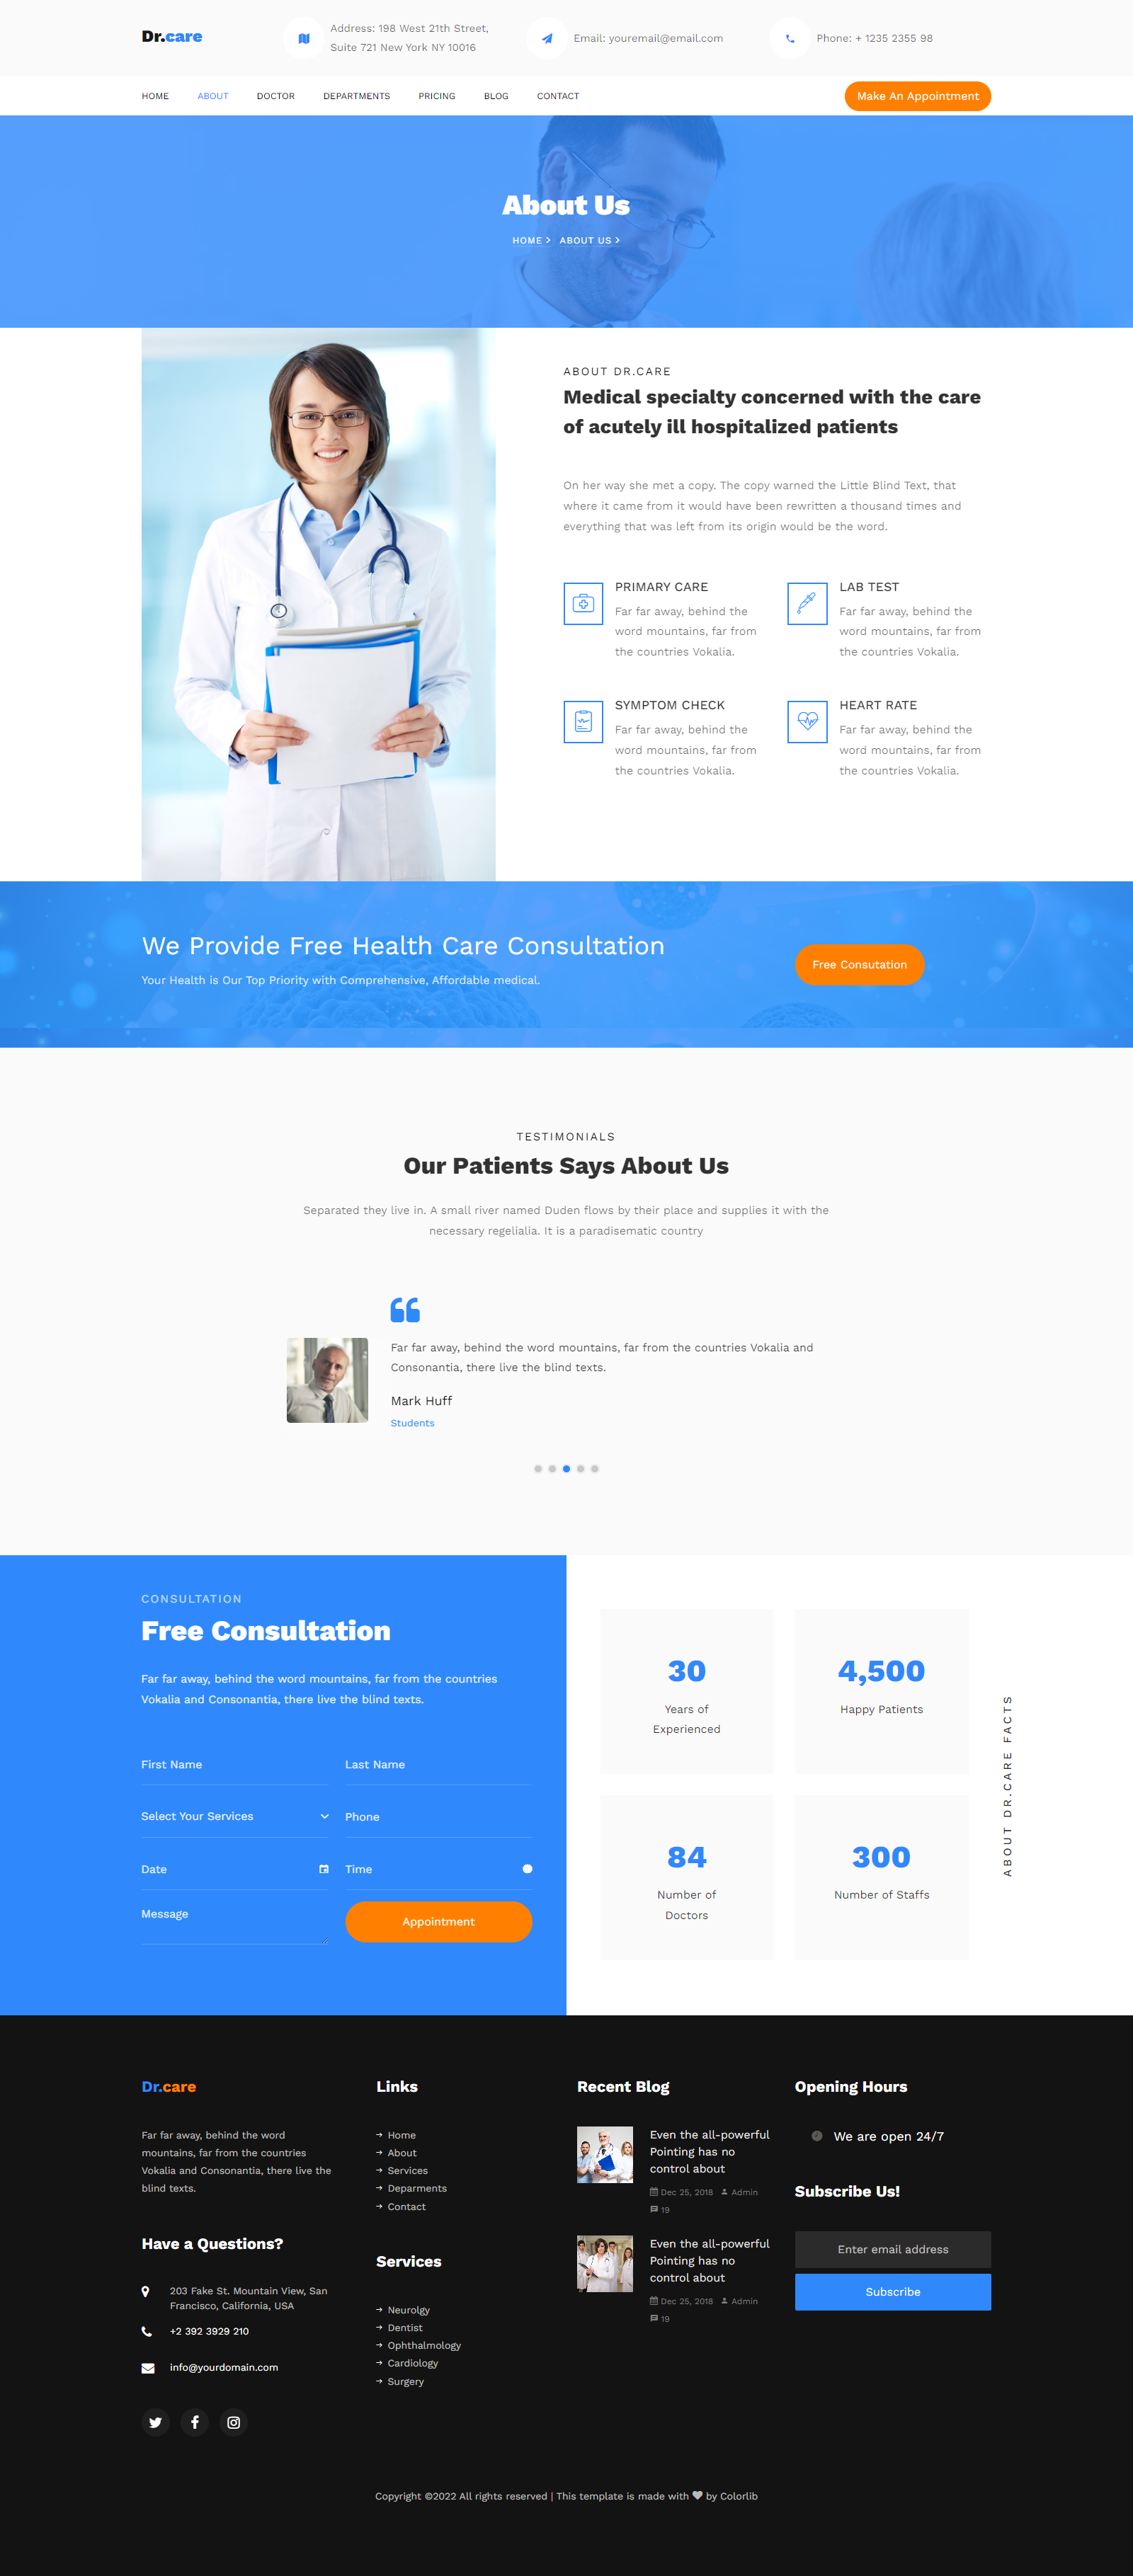 Dr.care
Address: 198 West 21th Street,
Suite 721 New York NY 10016
Email: youremail@email.com
Phone: + 1235 2355 98
HOME ABOUT DOCTOR DEPARTMENTS PRICING BLOG CONTACT
Make An Appointment
About Us
HOME ABOUT US
ABOUT DR.CARE
Medical specialty concerned with the care
of acutely ill hospitalized patients
On her way she met a copy. The copy warned the Little Blind Text, that
where it came from it would have been rewritten a thousand times and
everything that was left from its origin would be the word.
PRIMARY CARE
Far far away, behind the
word mountains, far from
the countries Vokalia.
LAB TEST
Far far away, behind the
word mountains, far from
the countries Vokalia.
SYMPTOM CHECK
Far far away, behind the
word mountains, far from
the countries Vokalia.
HEART RATE
Far far away, behind the
word mountains, far from
the countries Vokalia.
We Provide Free Health Care Consultation
Your Health is Our Top Priority with Comprehensive, Affordable medical.
Free Consutation
TESTIMONIALS
Our Patients Says About Us
Separated they live in. A small river named Duden flows by their place and supplies it with the
necessary regelialia. It is a paradisematic country
Far far away, behind the word mountains, far from the countries Vokalia and
Consonantia, there live the blind texts.
Mark Huff
Students
CONSULTATION
Free Consultation
Far far away, behind the word mountains, far from the countries
Vokalia and Consonantia, there live the blind texts.
First Name
Last Name
Select Your Services
Phone
Date
Time
Message
Appointment
30
Years of
Experienced
4,500
Happy Patients
84
Number of
Doctors
300
Number of Staffs
ABOUT DR.CARE FACTS
Dr.care
Far far away, behind the word
mountains, far from the countries
Vokalia and Consonantia, there live the
blind texts.
Have a Questions?
203 Fake St. Mountain View, San
Francisco, California, USA
+2 392 3929 210
info@yourdomain.com
Links
Home
About
Services
Deparments
Contact
Services
Neurolgy
Dentist
Ophthalmology
Cardiology
Surgery
Recent Blog
Even the all-powerful
Pointing has no
control about
Dec 25, 2018 Admin
19
Even the all-powerful
Pointing has no
control about
Dec 25, 2018 Admin
19
Opening Hours
We are open 24/7
Subscribe Us!
Enter email address
Subscribe
Copyright ©2022 All rights reserved | This template is made with by Colorlib